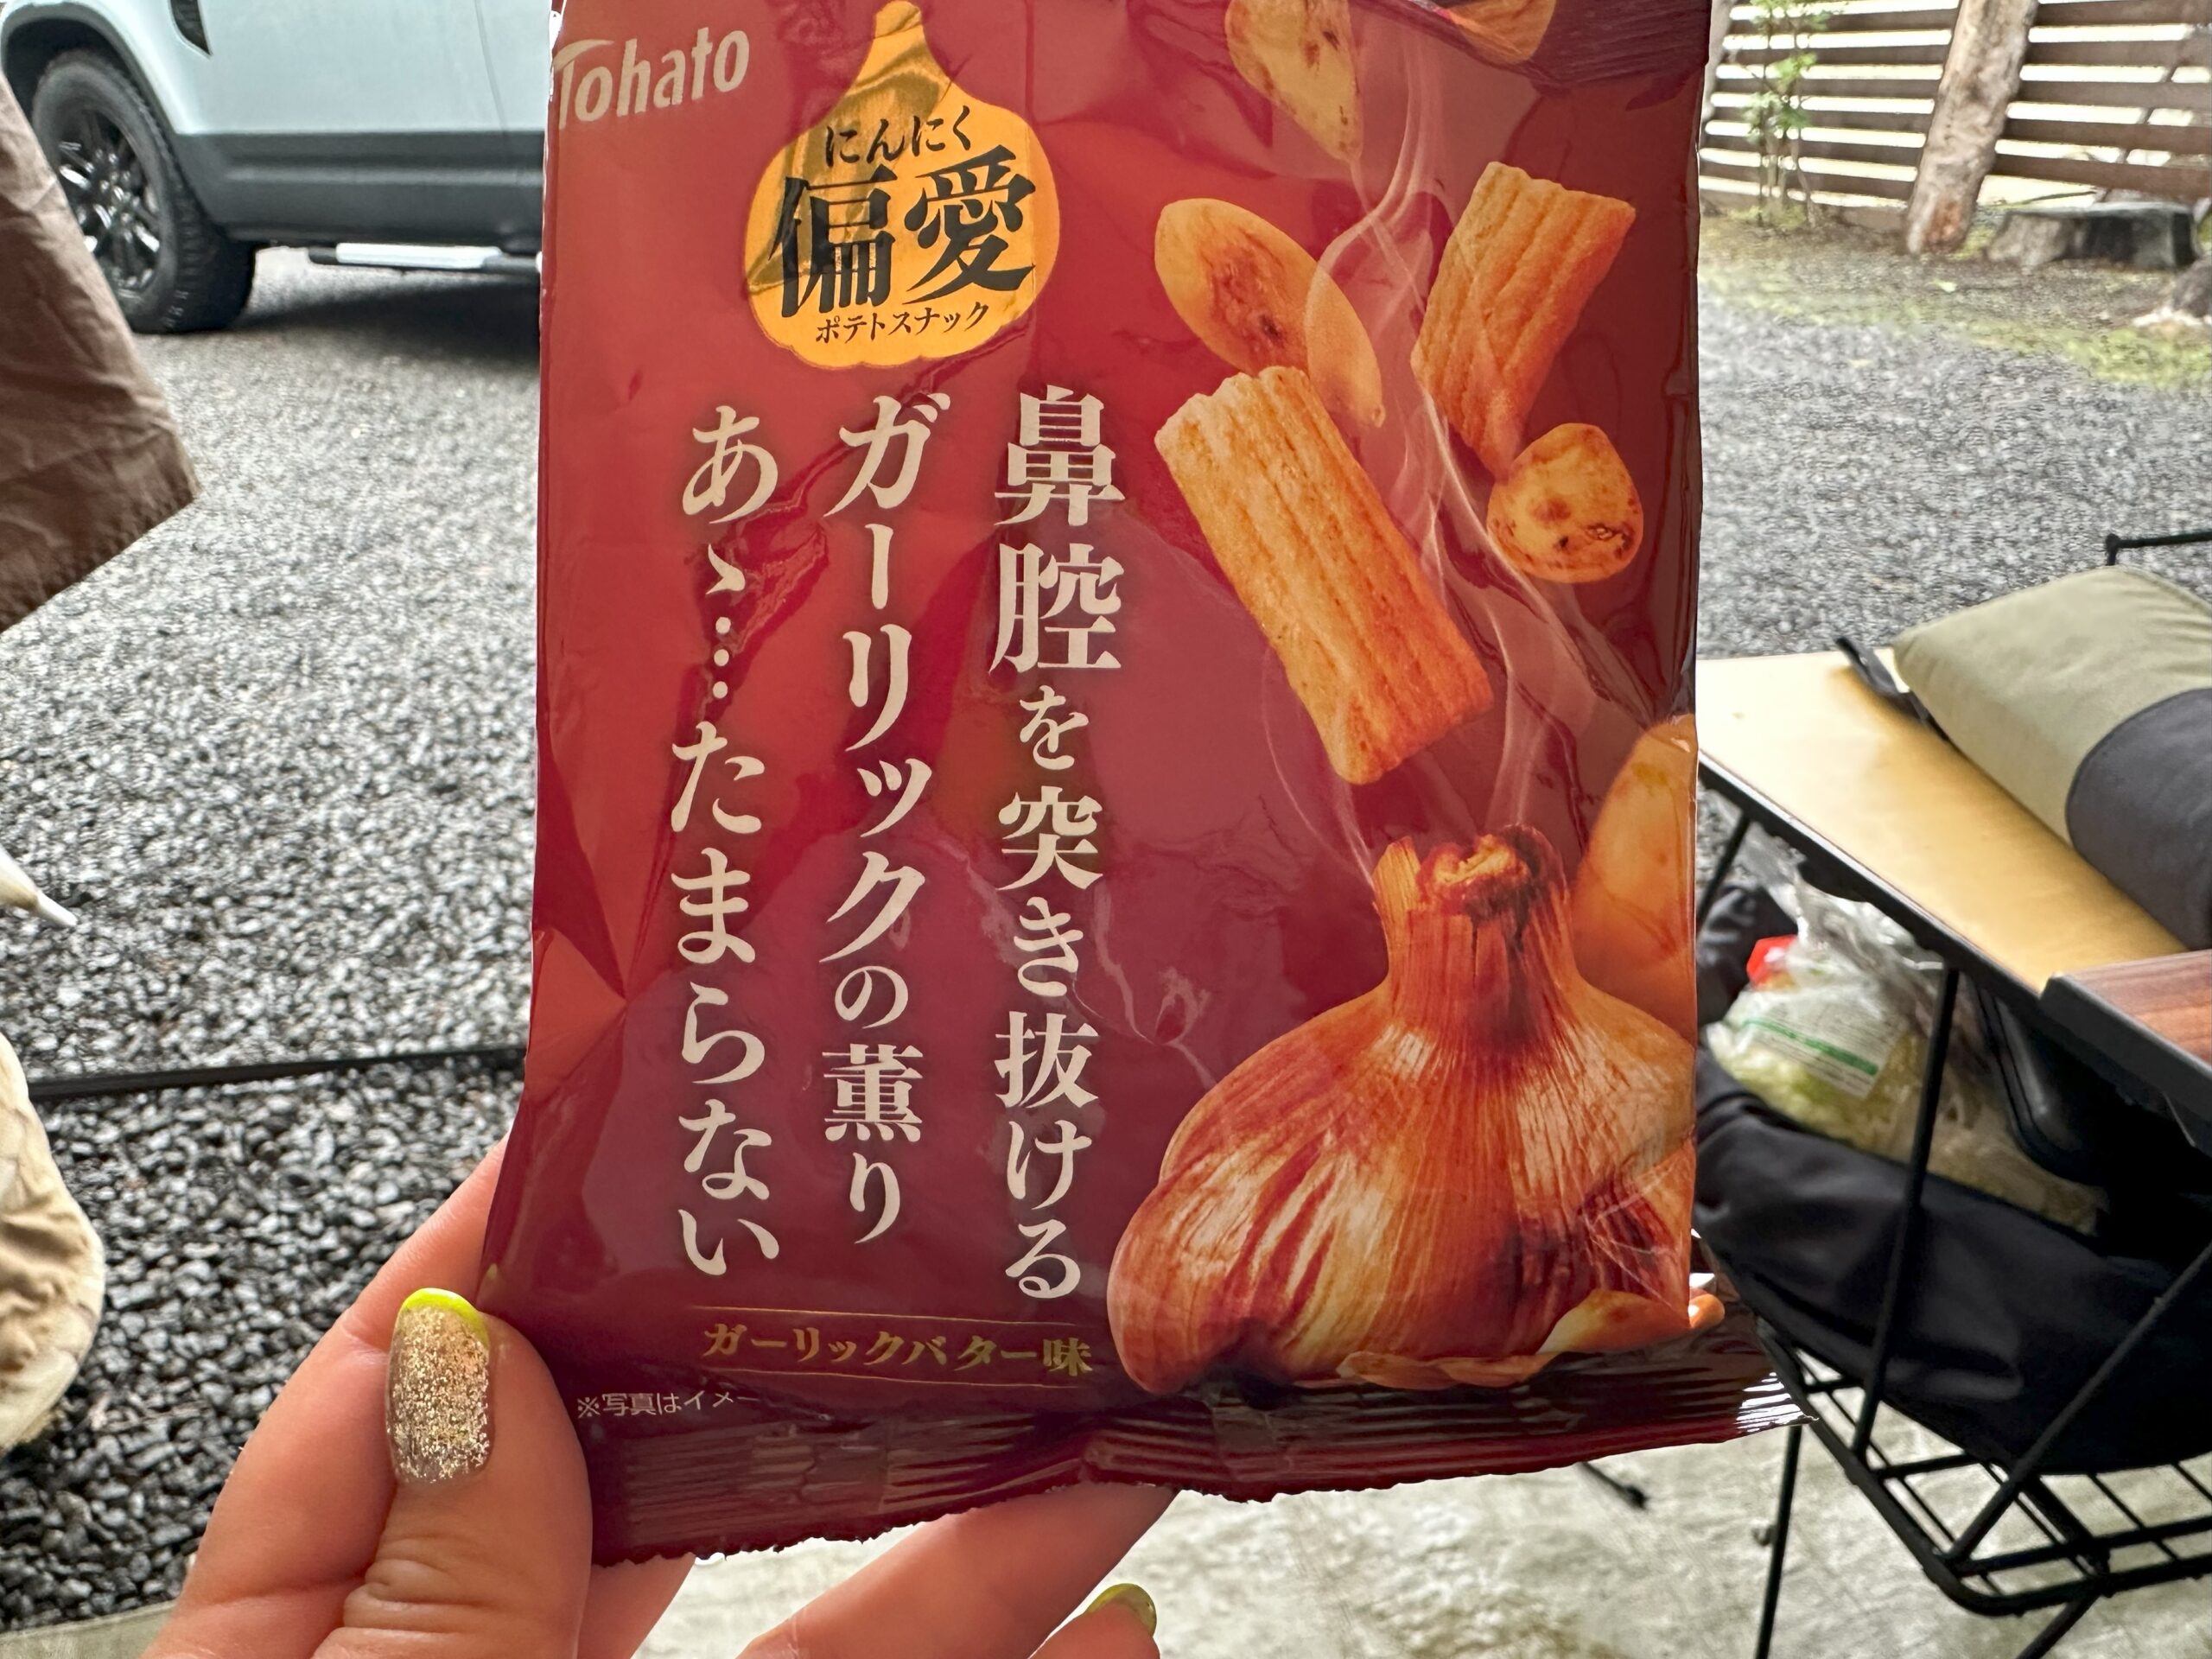 Tohato
にんにく
偏愛
ポテトスナック
鼻腔を突き抜ける
ガーリックの薫り
あゝ…たまらない
ガーリックバター味
※写真はイメー